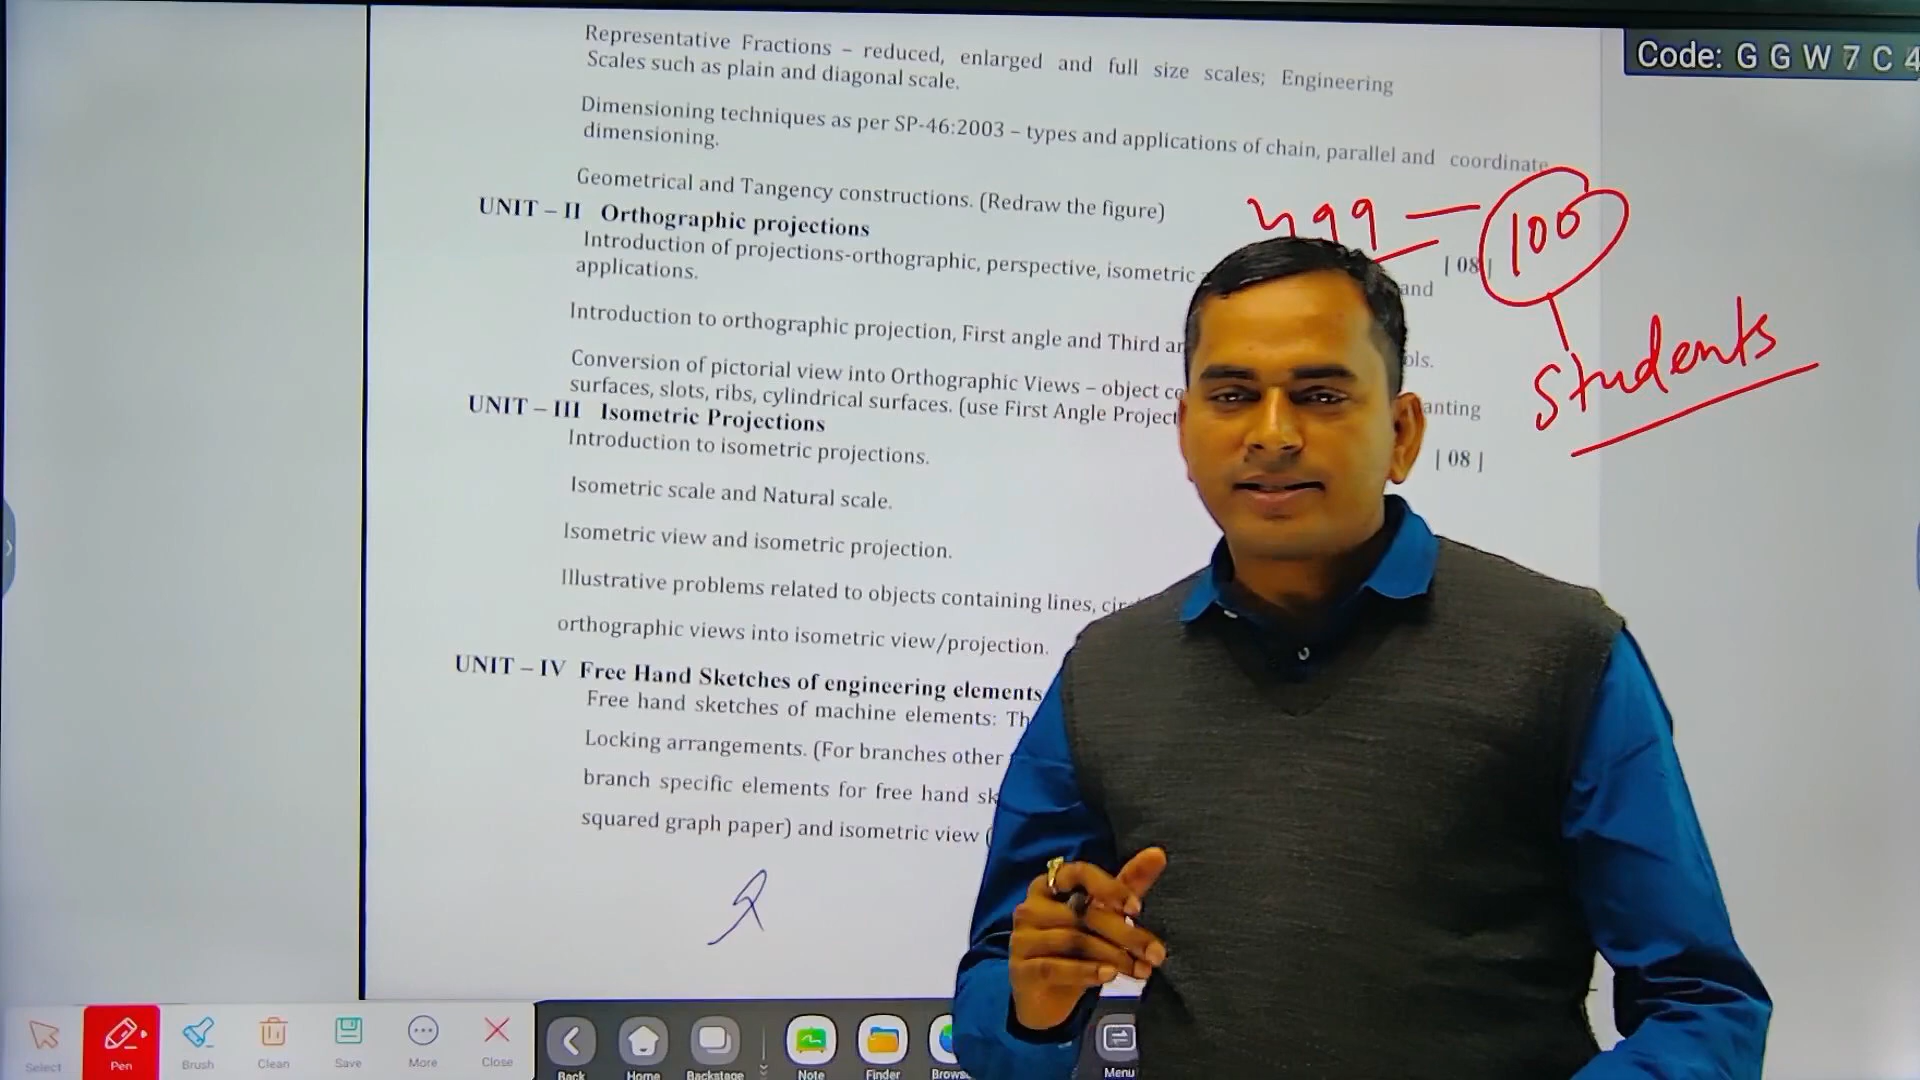 Code: G G W 7 C 4
Representative Fractions – reduced, enlarged and full size scales; Engineering
Scales such as plain and diagonal scale.
Dimensioning techniques as per SP-46:2003 – types and applications of chain, parallel and coordinate
dimensioning.
Geometrical and Tangency constructions. (Redraw the figure)
499 — 100
UNIT – II Orthographic projections
| 08 |
Introduction of projections-orthographic, perspective, isometric and
applications.
Students
Introduction to orthographic projection, First angle and Third
Conversion of pictorial view into Orthographic Views – object
surfaces, slots, ribs, cylindrical surfaces. (use First Angle
UNIT – III Isometric Projections
| 08 |
Introduction to isometric projections.
Isometric scale and Natural scale.
Isometric view and isometric projection.
Illustrative problems related to objects containing lines,
orthographic views into isometric view/projection.
UNIT – IV Free Hand Sketches of engineering elements
Free hand sketches of machine elements:
Locking arrangements. (For branches other
branch specific elements for free hand
squared graph paper) and isometric view (
Select Pen Brush Clean Save More Close
Back Home Backstage Note Finder Menu